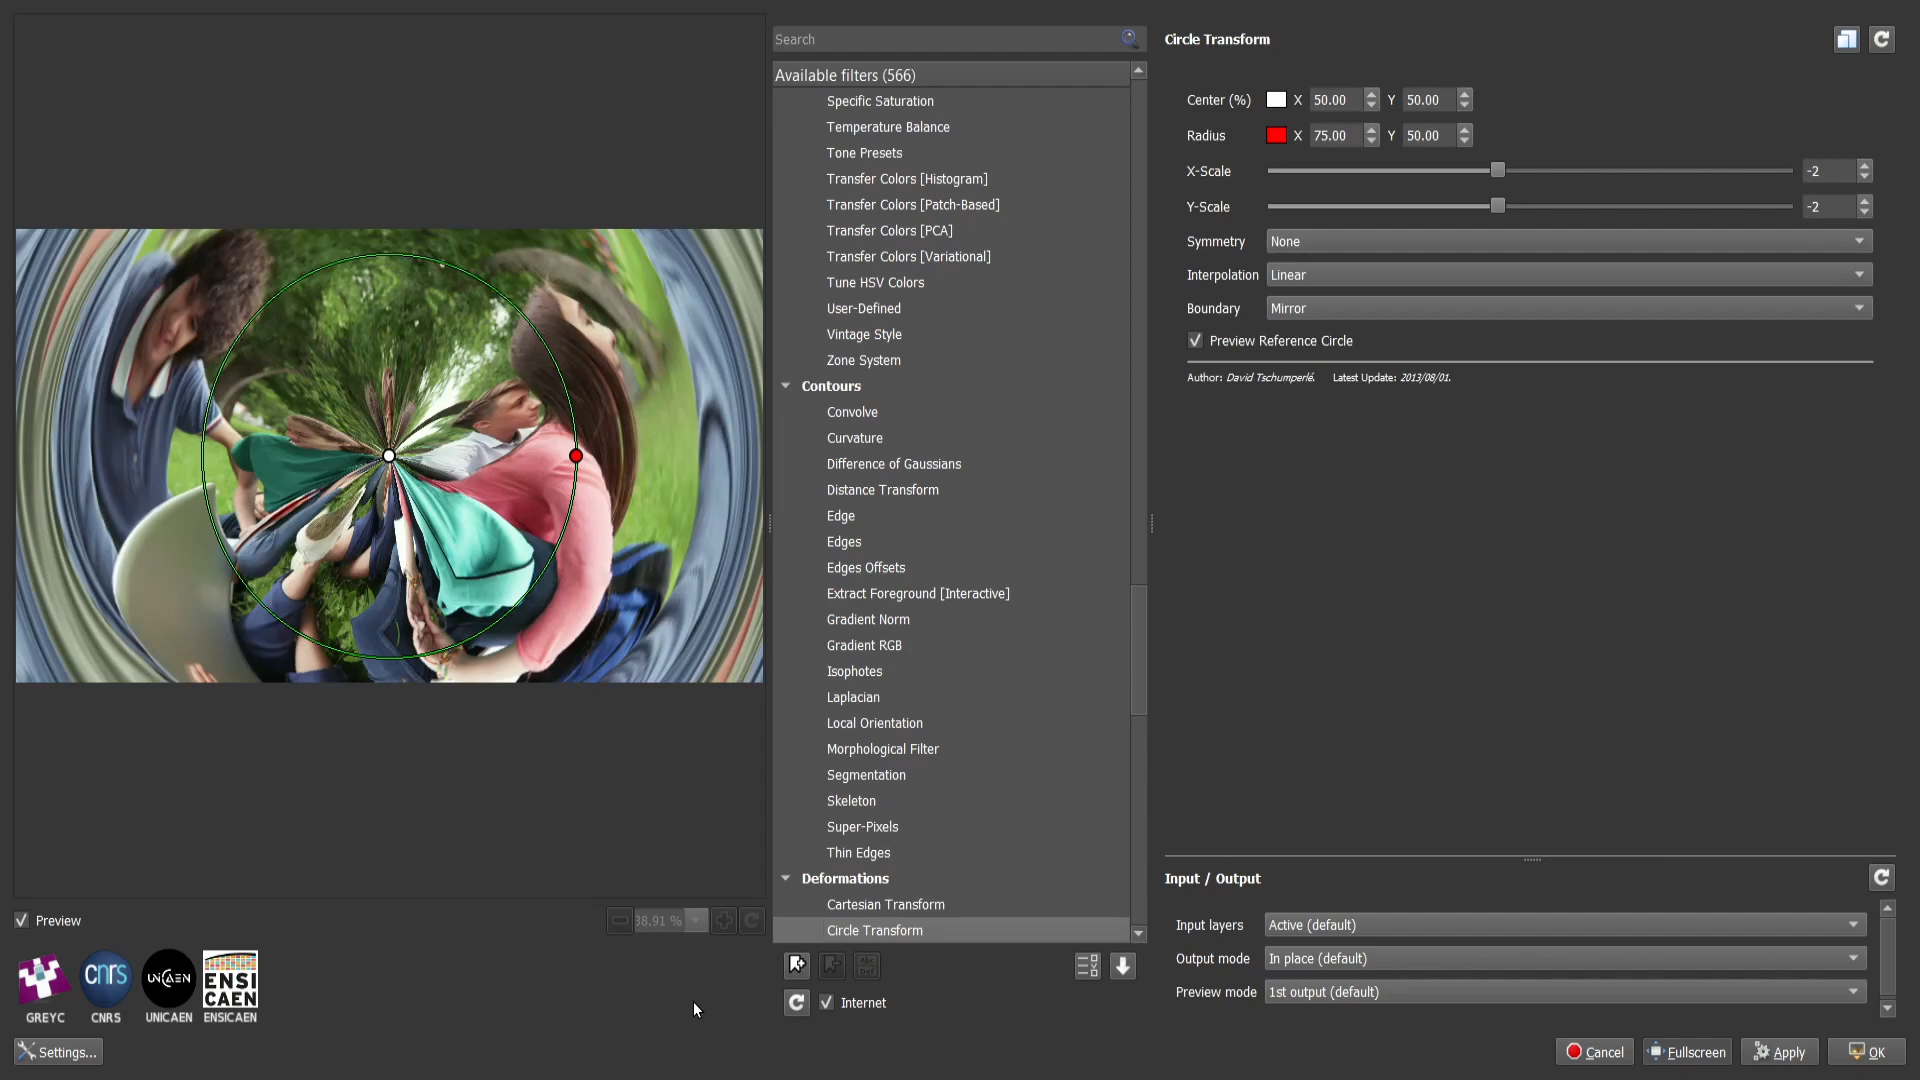 Search
Available filters (566)
Specific Saturation
Temperature Balance
Tone Presets
Transfer Colors [Histogram]
Transfer Colors [Patch-Based]
Transfer Colors [PCA]
Transfer Colors [Variational]
Tune HSV Colors
User-Defined
Vintage Style
Zone System
Contours
Convolve
Curvature
Difference of Gaussians
Distance Transform
Edge
Edges
Edges Offsets
Extract Foreground [Interactive]
Gradient Norm
Gradient RGB
Isophotes
Laplacian
Local Orientation
Morphological Filter
Segmentation
Skeleton
Super-Pixels
Thin Edges
Deformations
Cartesian Transform
Circle Transform
Internet
Circle Transform
Center (%) X 50.00 Y 50.00
Radius X 75.00 Y 50.00
X-Scale -2
Y-Scale -2
Symmetry None
Interpolation Linear
Boundary Mirror
Preview Reference Circle
Author: David Tschumperlé. Latest Update: 2013/08/01.
Input / Output
Input layers Active (default)
Output mode In place (default)
Preview mode 1st output (default)
Preview 38.91 %
cnrs UNICAEN ENSI CAEN
GREYC CNRS UNICAEN ENSICAEN
Settings...
Cancel Fullscreen Apply OK